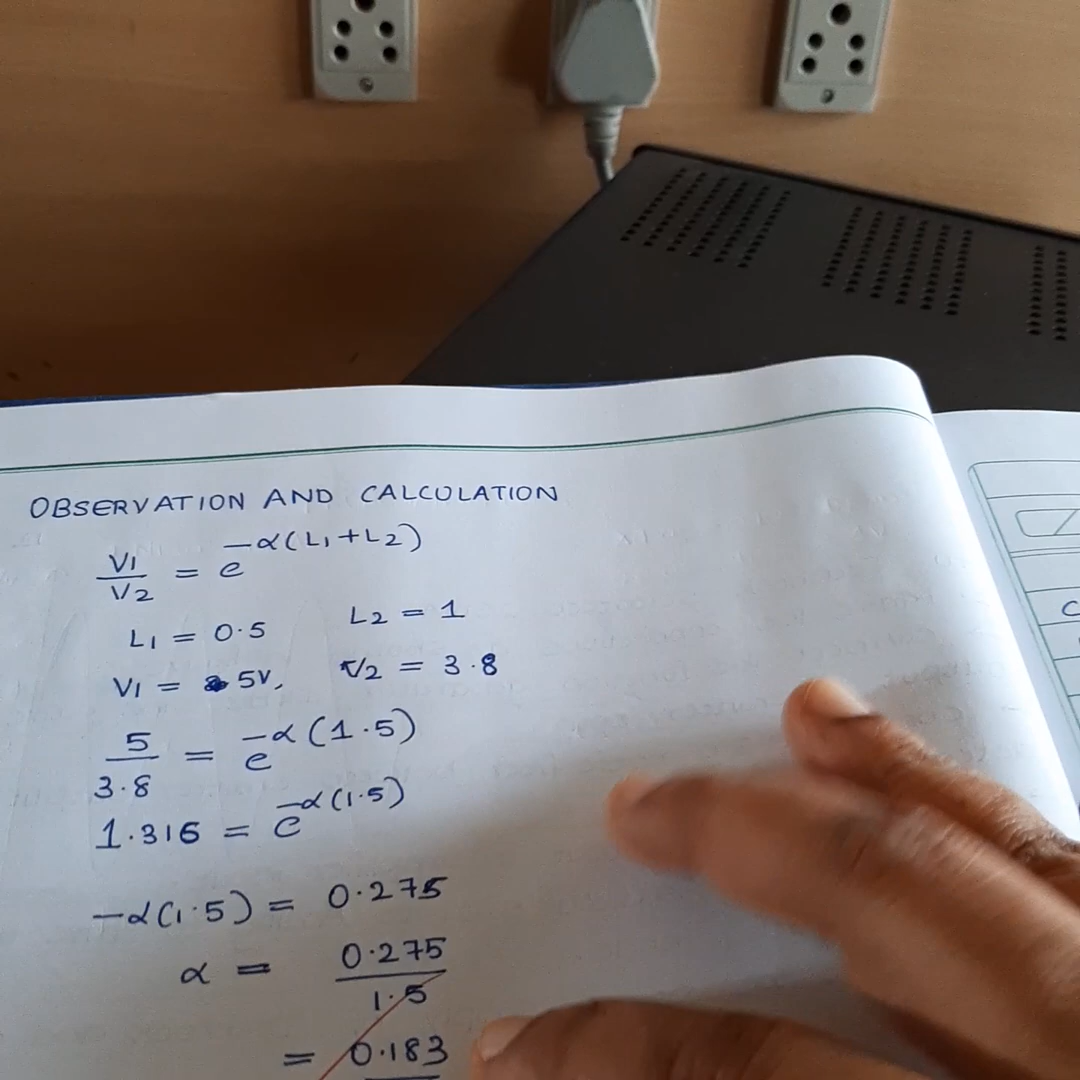 OBSERVATION AND CALCULATION
V1/V2 = e^-α(L1+L2)
L1 = 0.5 L2 = 1
V1 = 5V, V2 = 3.8
5/3.8 = e^-α(1.5)
1.316 = e^-α(1.5)
-α(1.5) = 0.275
α = 0.275/1.5
= 0.183
C